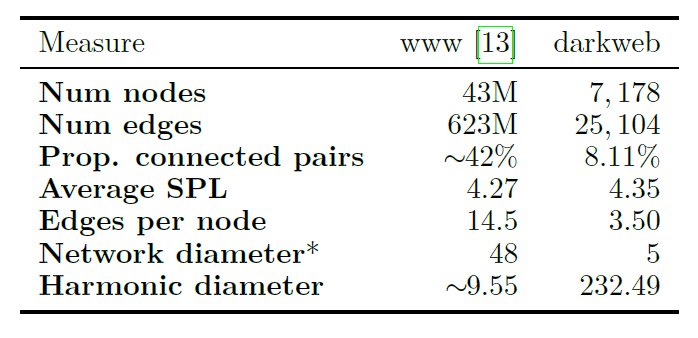 Measure www [13] darkweb
Num nodes 43M 7, 178
Num edges 623M 25, 104
Prop. connected pairs ~42% 8.11%
Average SPL 4.27 4.35
Edges per node 14.5 3.50
Network diameter* 48 5
Harmonic diameter ~9.55 232.49